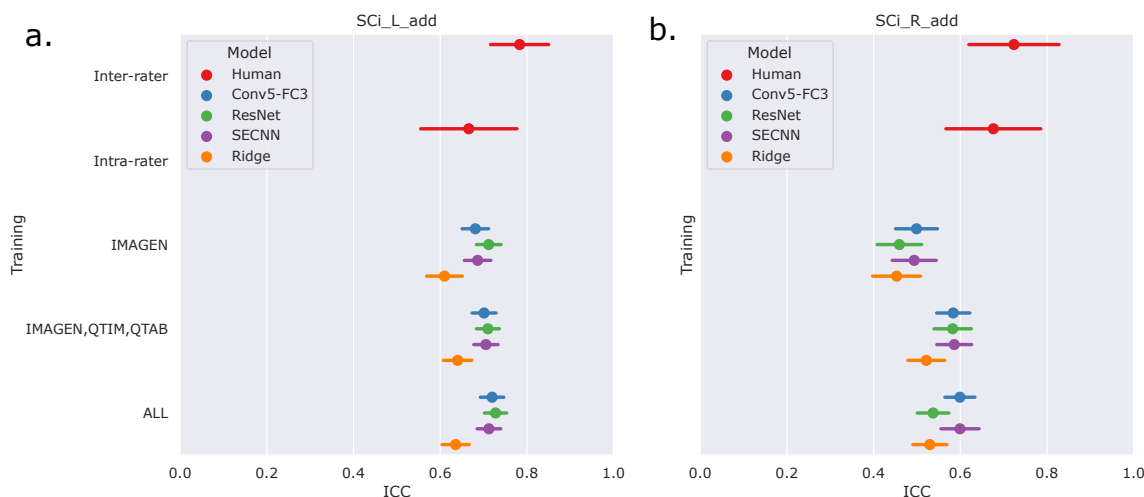 a.
SCi_L_add
Model
Human
Conv5-FC3
ResNet
SECNN
Ridge
Training
Inter-rater
Intra-rater
IMAGEN
IMAGEN,QTIM,QTAB
ALL
0.0 0.2 0.4 0.6 0.8 1.0
ICC
b.
SCi_R_add
Model
Human
Conv5-FC3
ResNet
SECNN
Ridge
Training
0.0 0.2 0.4 0.6 0.8 1.0
ICC